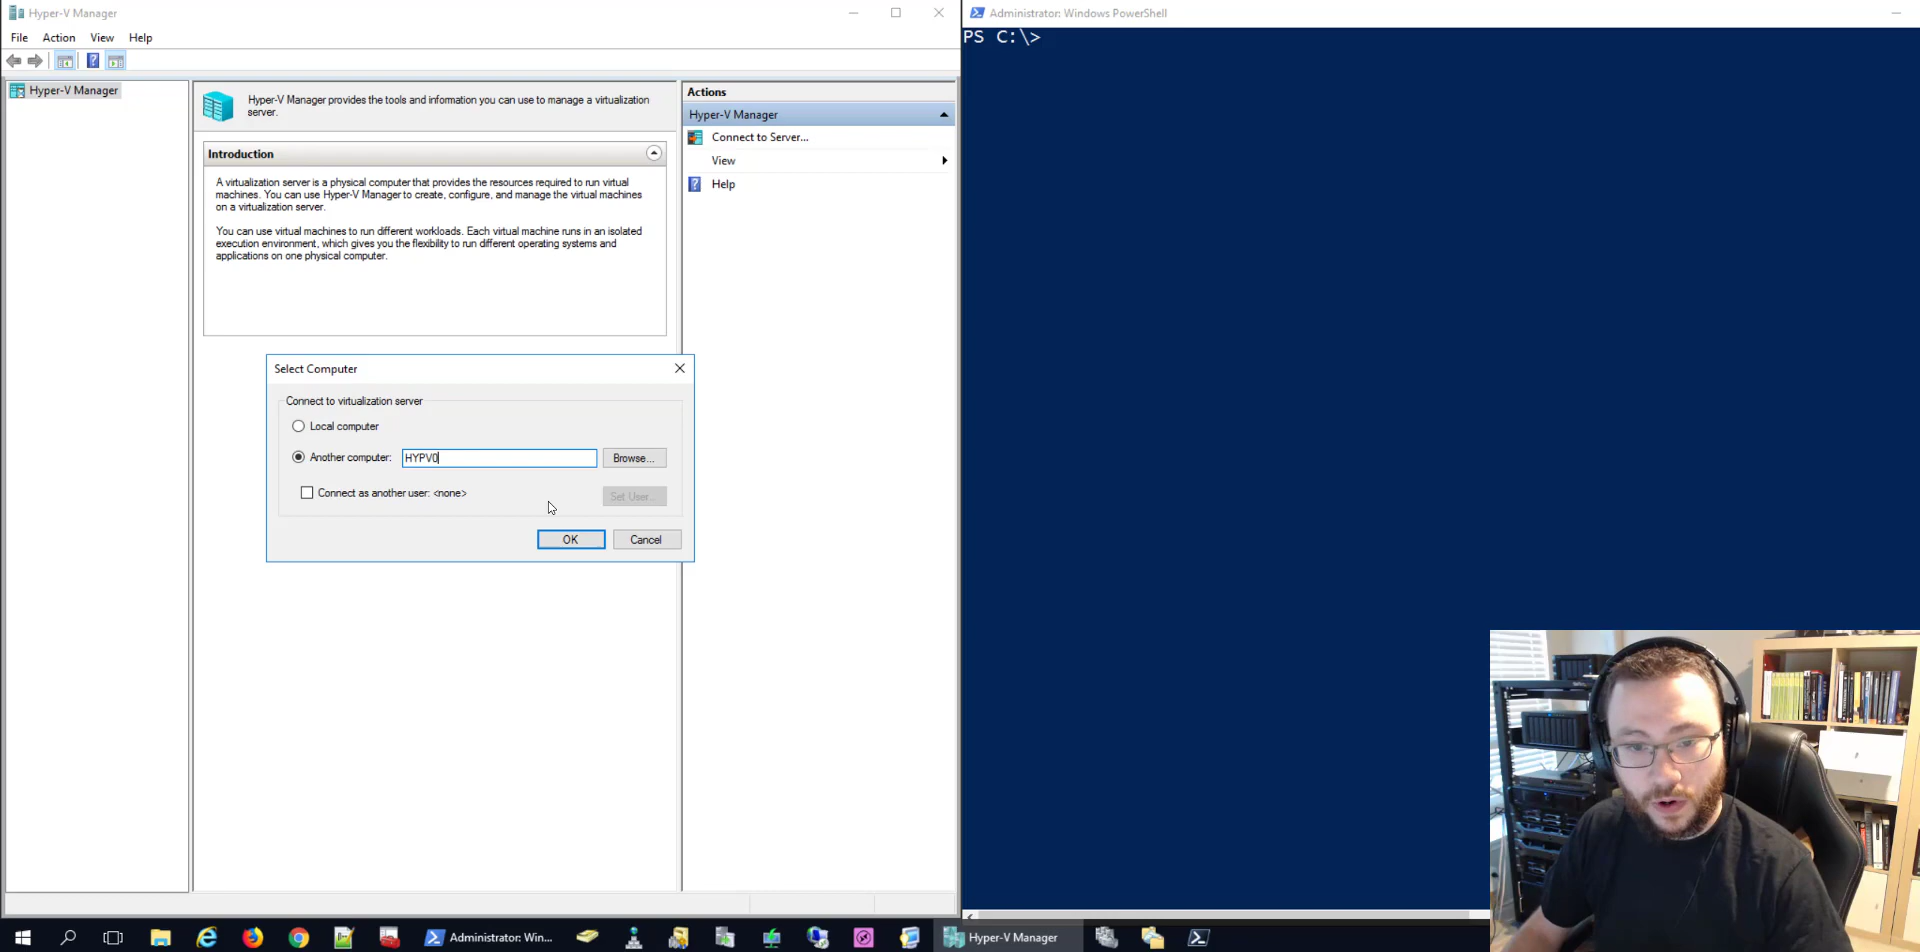 Hyper-V Manager
File Action View Help
Hyper-V Manager
Hyper-V Manager provides the tools and information you can use to manage a virtualization
server.
Introduction
A virtualization server is a physical computer that provides the resources required to run virtual
machines. You can use Hyper-V Manager to create, configure, and manage the virtual machines
on a virtualization server.
You can use virtual machines to run different workloads. Each virtual machine runs in an isolated
execution environment, which gives you the flexibility to run different operating systems and
applications on one physical computer.
Actions
Hyper-V Manager
Connect to Server...
View
Help
Select Computer
Connect to virtualization server
Local computer
Another computer: HYPV0 Browse...
Connect as another user: <none> Set User...
OK Cancel
Administrator: Windows PowerShell
PS C:\>
Administrator: Win...
Hyper-V Manager